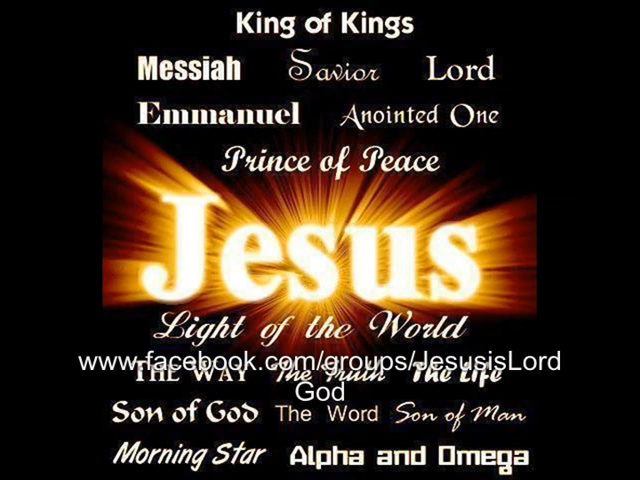 King of Kings
Messiah Savior Lord
Emmanuel Anointed One
Prince of Peace
Jesus
Light of the World
www.facebook.com/groups/JesusisLord
God
THE WAY The Truth The Life
Son of God The Word Son of Man
Morning Star Alpha and Omega